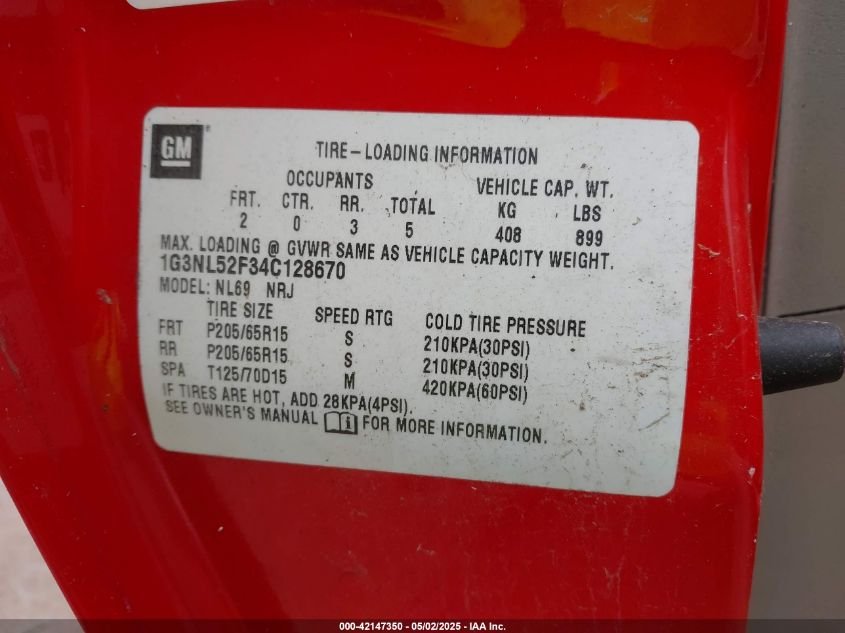 GM ®
TIRE-LOADING INFORMATION
OCCUPANTS VEHICLE CAP. WT.
FRT. CTR. RR. TOTAL KG LBS
2 0 3 5 408 899
MAX. LOADING @ GVWR SAME AS VEHICLE CAPACITY WEIGHT.
1G3NL52F34C128670
MODEL: NL69 NRJ
TIRE SIZE SPEED RTG COLD TIRE PRESSURE
FRT P205/65R15 S 210KPA(30PSI)
RR P205/65R15 S 210KPA(30PSI)
SPA T125/70D15 M 420KPA(60PSI)
IF TIRES ARE HOT, ADD 28KPA(4PSI).
SEE OWNER'S MANUAL FOR MORE INFORMATION.
000-42147350 - 05/02/2025 - IAA Inc.